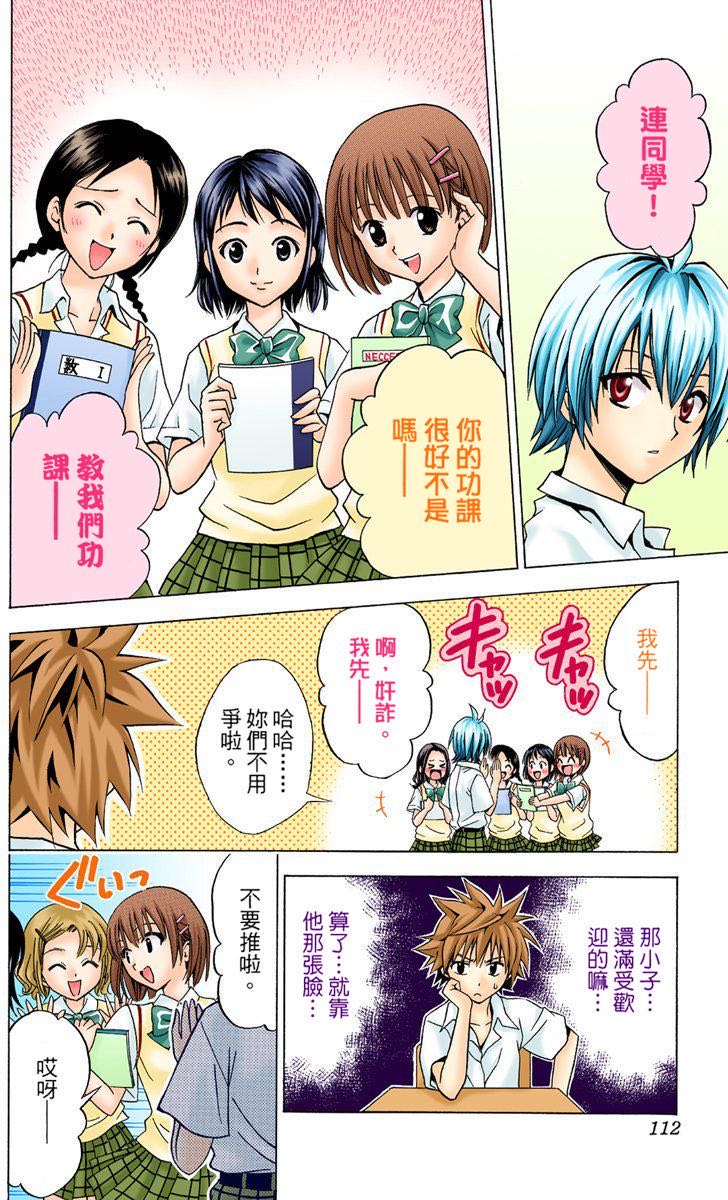 連同學！
你的功課
很好不是
嗎——
教我們功
課——
数 I
NECCE
我先——
キャッ
キャッ
啊，奸詐。
我先——
哈哈……
妳們不用
爭啦。
那小子…
還滿受歡
迎的嘛…
算了…就靠
他那張臉…
不要推啦。
ぐいっ
哎呀——
112